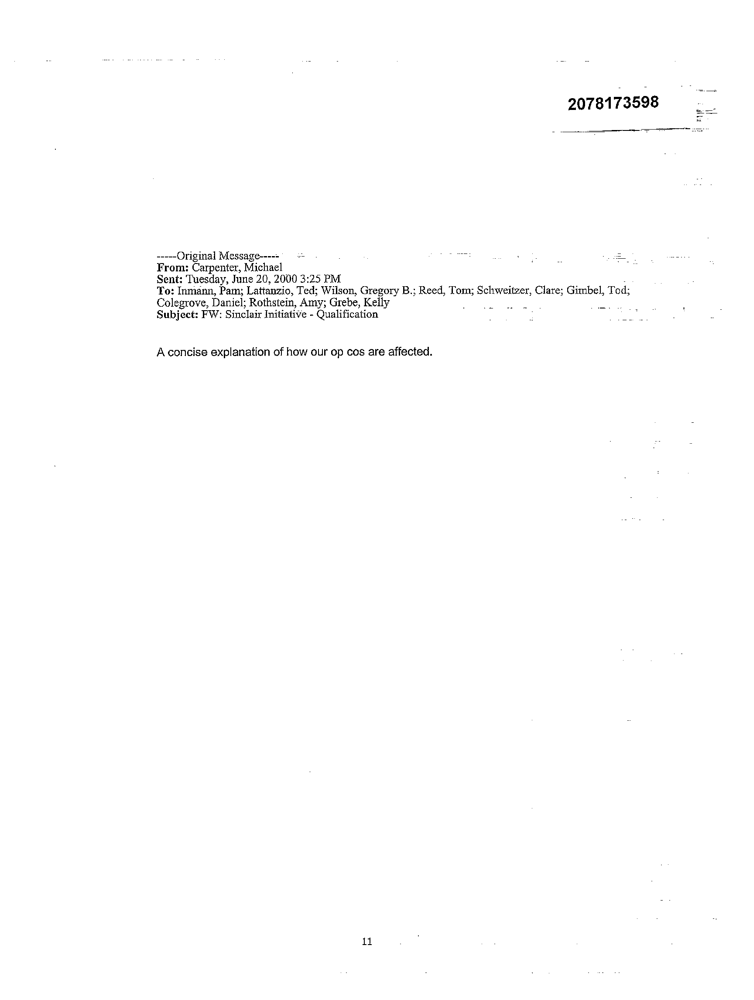 2078173598
-----Original Message-----
From: Carpenter, Michael
Sent: Tuesday, June 20, 2000 3:25 PM
To: Inmann, Pam; Lattanzio, Ted; Wilson, Gregory B.; Reed, Tom; Schweitzer, Clare; Gimbel, Tod;
Colegrove, Daniel; Rothstein, Amy; Grebe, Kelly
Subject: FW: Sinclair Initiative - Qualification
A concise explanation of how our op cos are affected.
11